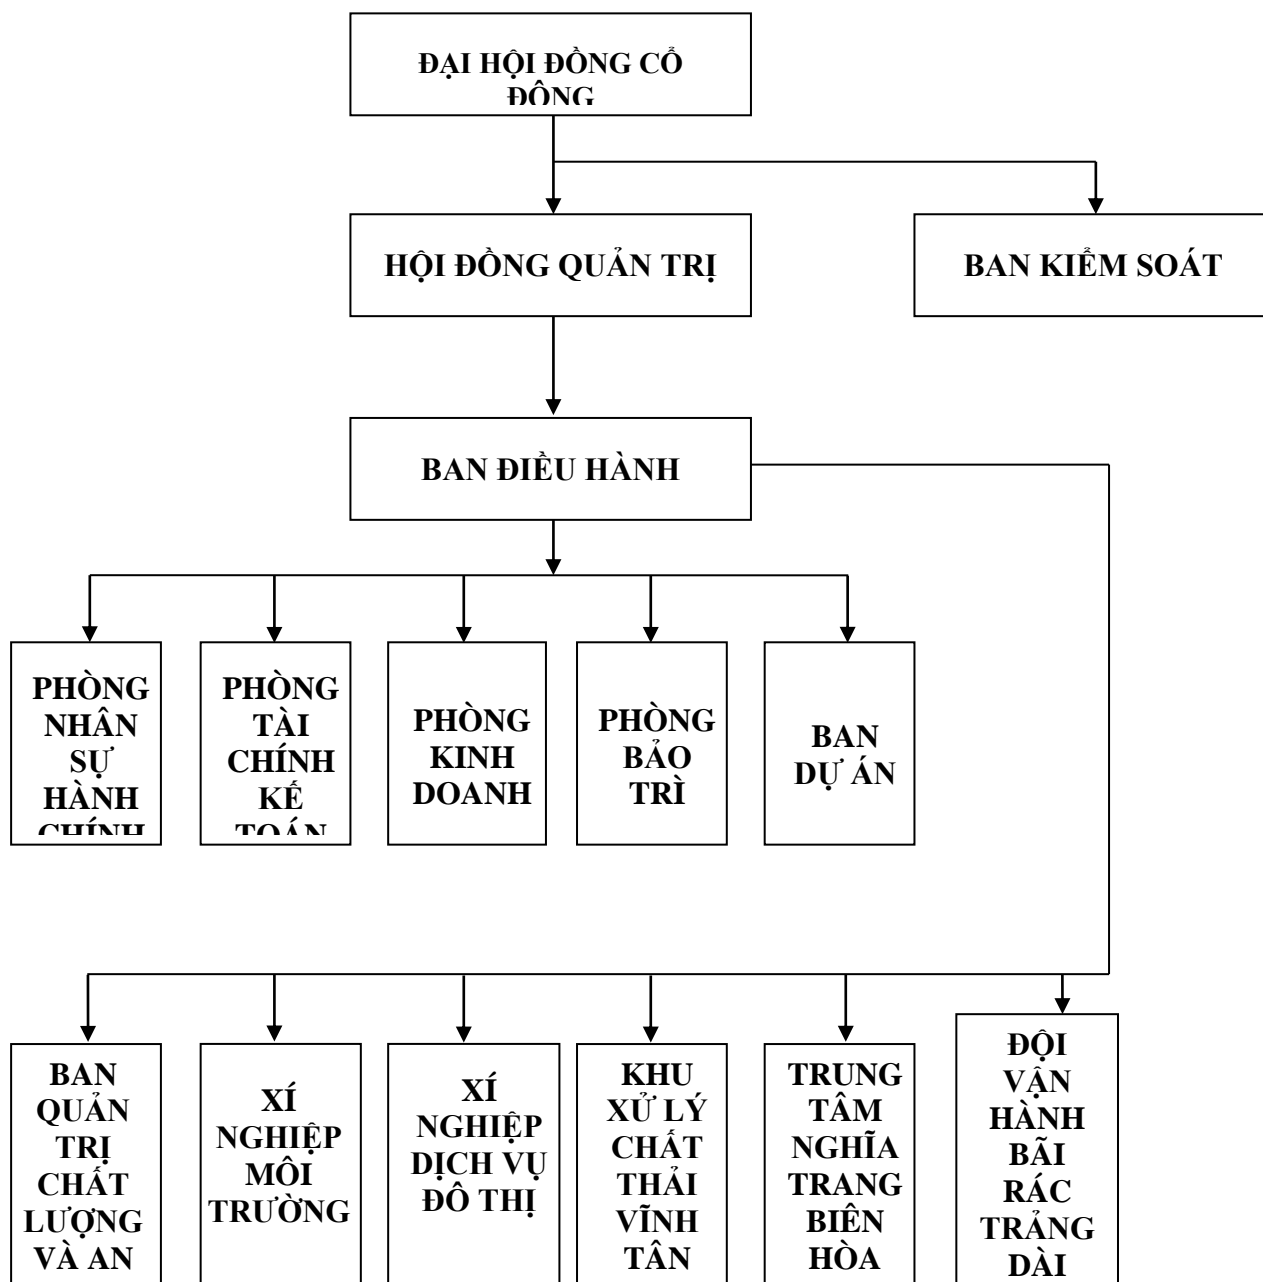 ĐẠI HỘI ĐỒNG CỔ
ĐÔNG
HỘI ĐỒNG QUẢN TRỊ
BAN KIỂM SOÁT
BAN ĐIỀU HÀNH
PHÒNG
NHÂN
SỰ
HÀNH
CHÍNH
PHÒNG
TÀI
CHÍNH
KẾ
TOÁN
PHÒNG
KINH
DOANH
PHÒNG
BẢO
TRÌ
BAN
DỰ ÁN
BAN
QUẢN
TRỊ
CHẤT
LƯỢNG
VÀ AN
XÍ
NGHIỆP
MÔI
TRƯỜNG
XÍ
NGHIỆP
DỊCH VỤ
ĐÔ THỊ
KHU
XỬ LÝ
CHẤT
THẢI
VĨNH
TÂN
TRUNG
TÂM
NGHĨA
TRANG
BIÊN
HÒA
ĐỘI
VẬN
HÀNH
BÃI
RÁC
TRẢNG
DÀI